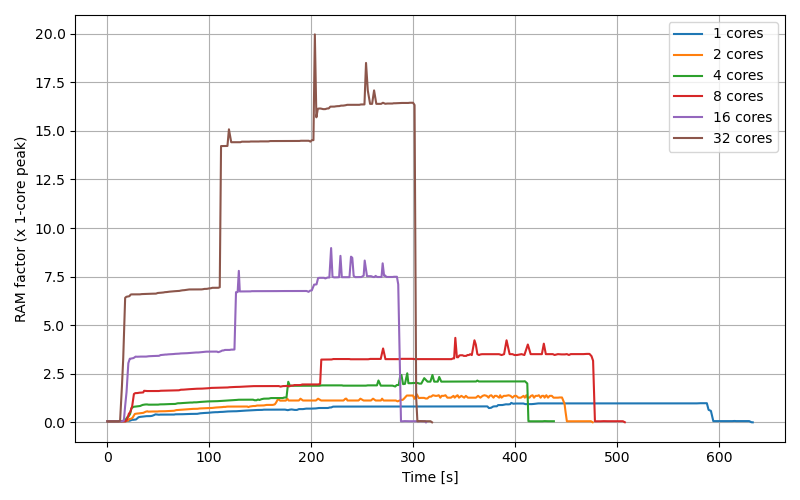 20.0
17.5
15.0
12.5
10.0
7.5
5.0
2.5
0.0
RAM factor (x 1-core peak)
1 cores
2 cores
4 cores
8 cores
16 cores
32 cores
0 100 200 300 400 500 600
Time [s]